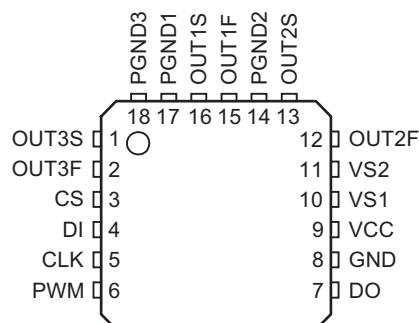 PGND3 PGND1 OUT1S OUT1F PGND2 OUT2S
18 17 16 15 14 13
OUT3S 1 12 OUT2F
OUT3F 2 11 VS2
CS 3 10 VS1
DI 4 9 VCC
CLK 5 8 GND
PWM 6 7 DO